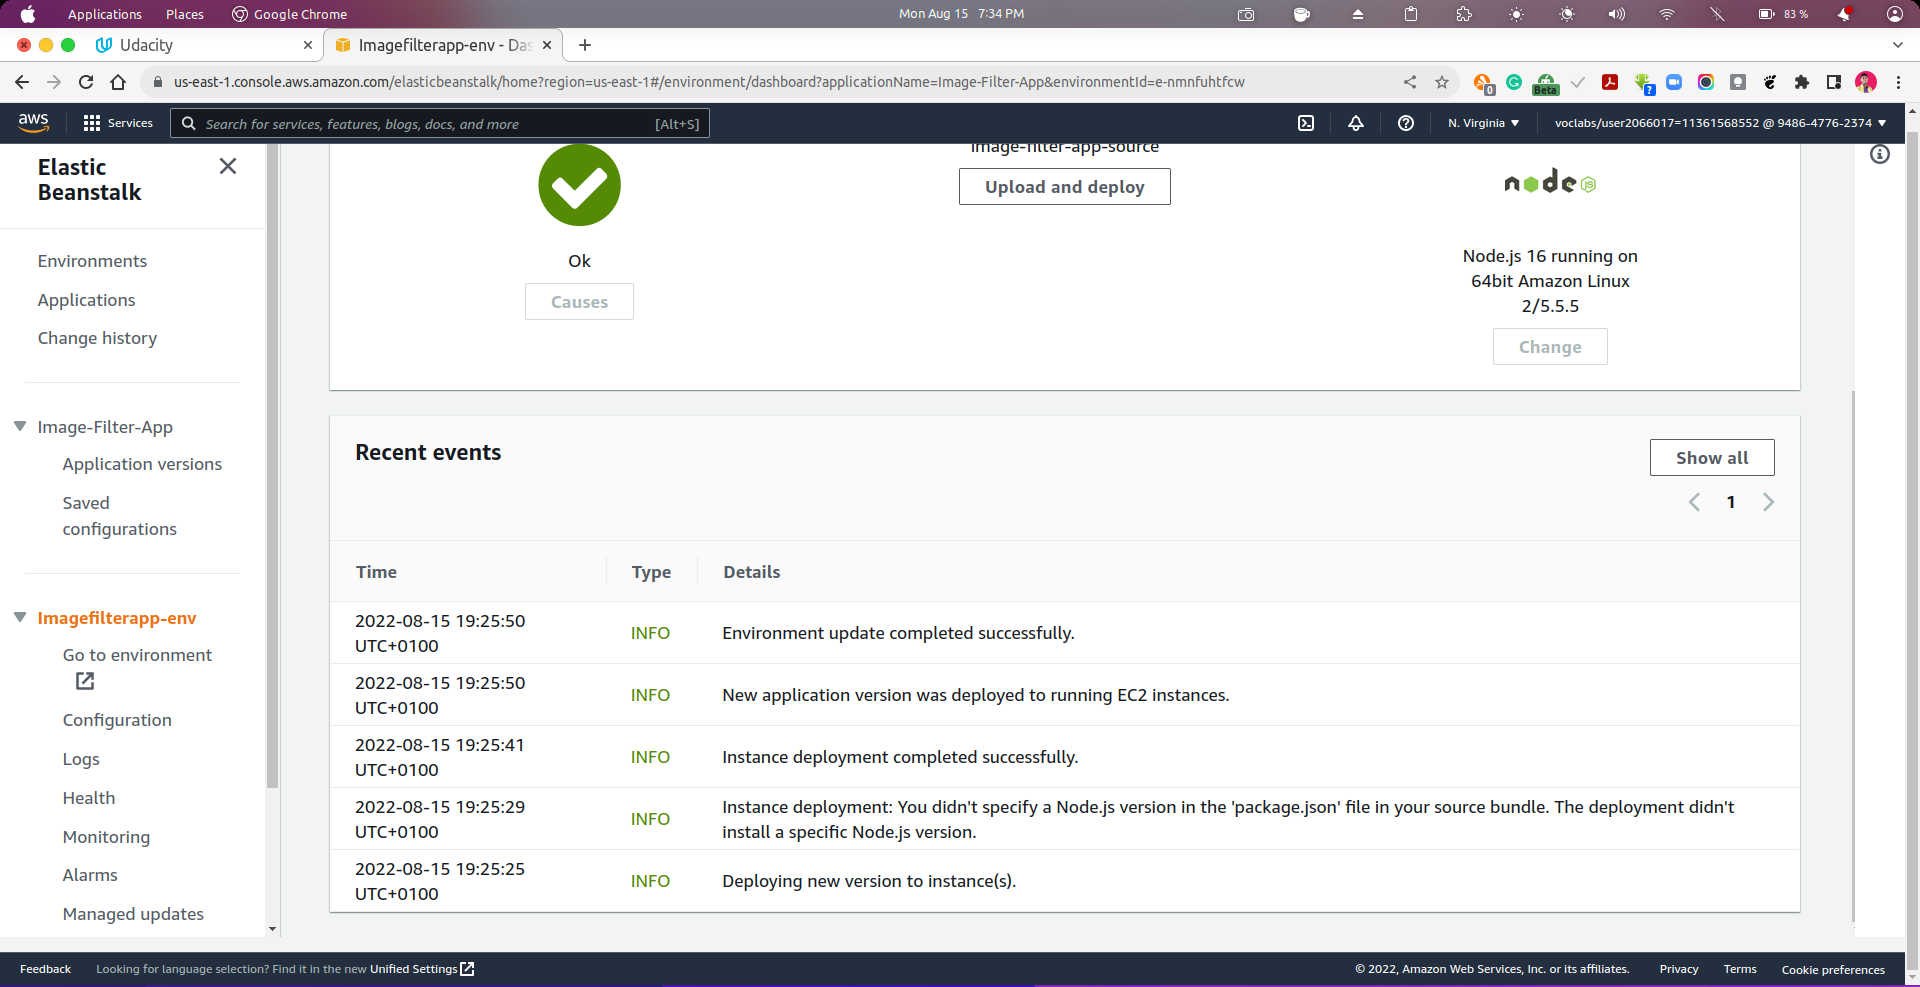 Applications Places Google Chrome Mon Aug 15 7:34 PM 83 %
Udacity Imagefilterapp-env - Das
us-east-1.console.aws.amazon.com/elasticbeanstalk/home?region=us-east-1#/environment/dashboard?applicationName=Image-Filter-App&environmentId=e-nmnfuhtfcw 0 Beta ?
aws Services Search for services, features, blogs, docs, and more [Alt+S] N. Virginia voclabs/user2066017=11361568552 @ 9486-4776-2374
Elastic
Beanstalk
Environments
Applications
Change history
Image-Filter-App
Application versions
Saved
configurations
Imagefilterapp-env
Go to environment
Configuration
Logs
Health
Monitoring
Alarms
Managed updates
Ok
Causes
image-filter-app-source
Upload and deploy
node JS
Node.js 16 running on
64bit Amazon Linux
2/5.5.5
Change
Recent events
Show all
1
Time Type Details
2022-08-15 19:25:50
UTC+0100
INFO
Environment update completed successfully.
2022-08-15 19:25:50
UTC+0100
INFO
New application version was deployed to running EC2 instances.
2022-08-15 19:25:41
UTC+0100
INFO
Instance deployment completed successfully.
2022-08-15 19:25:29
UTC+0100
INFO
Instance deployment: You didn't specify a Node.js version in the 'package.json' file in your source bundle. The deployment didn't
install a specific Node.js version.
2022-08-15 19:25:25
UTC+0100
INFO
Deploying new version to instance(s).
Feedback Looking for language selection? Find it in the new Unified Settings © 2022, Amazon Web Services, Inc. or its affiliates. Privacy Terms Cookie preferences